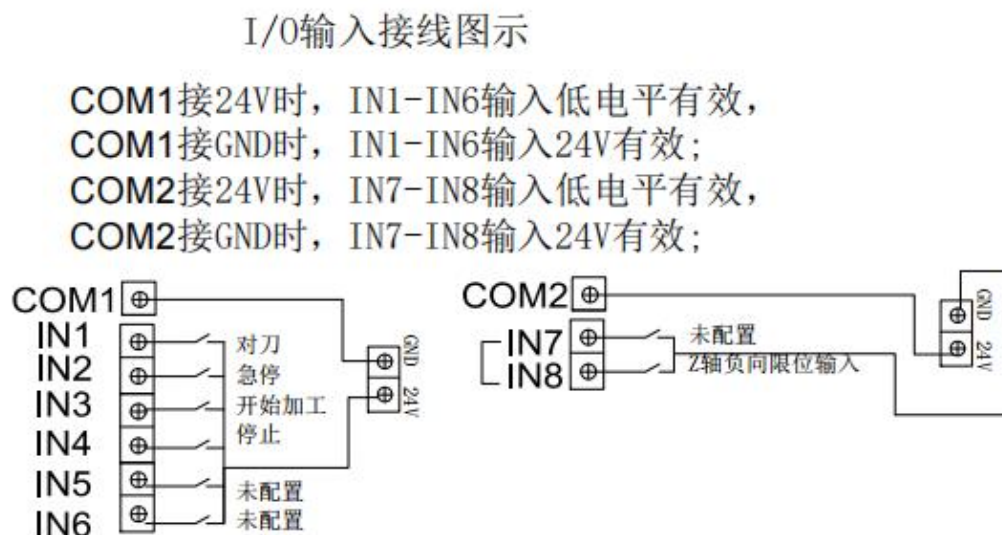 I/O输入接线图示
COM1接24V时，IN1-IN6输入低电平有效，
COM1接GND时，IN1-IN6输入24V有效；
COM2接24V时，IN7-IN8输入低电平有效，
COM2接GND时，IN7-IN8输入24V有效；
COM1
IN1
对刀
IN2
急停
IN3
开始加工
IN4
停止
IN5
未配置
IN6
未配置
GND
24V
COM2
IN7
未配置
IN8
Z轴负向限位输入
GND
24V